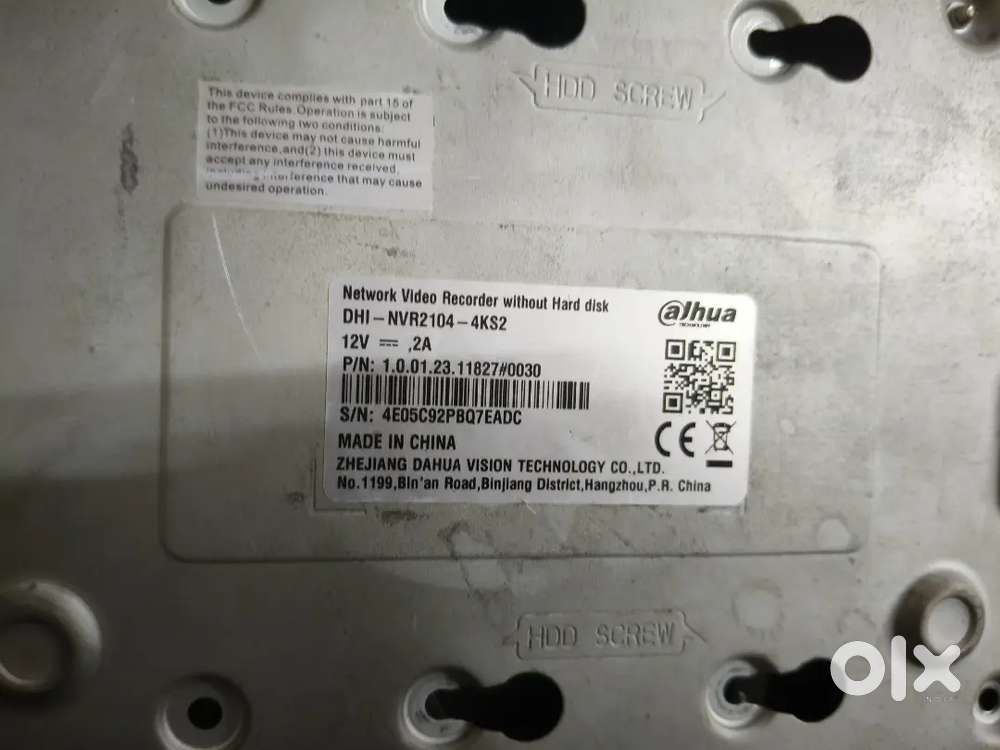 HDD SCREW
This device complies with part 15 of
the FCC Rules.Operation is subject
to the following two conditions:
(1)This device may not cause harmful
interference,and(2) this device must
accept any interference received,
interference that may cause
undesired operation.
Network Video Recorder without Hard disk
DHI-NVR2104-4KS2
12V ⎓ ,2A
P/N: 1.0.01.23.11827#0030
S/N: 4E05C92PBQ7EADC
MADE IN CHINA
ZHEJIANG DAHUA VISION TECHNOLOGY CO.,LTD.
No.1199,Bin'an Road,Binjiang District,Hangzhou,P.R. China
alhua
TECHNOLOGY
CE
HDD SCREW
olx
INDIA